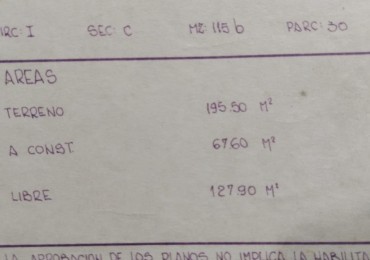 IRC: I SEC: C MZ: 115 b PARC: 30
AREAS
TERRENO 195.50 M²
A CONST. 67.60 M²
LIBRE 127.90 M²
LA APROBACION DE LOS PLANOS NO IMPLICA LA HABILITA